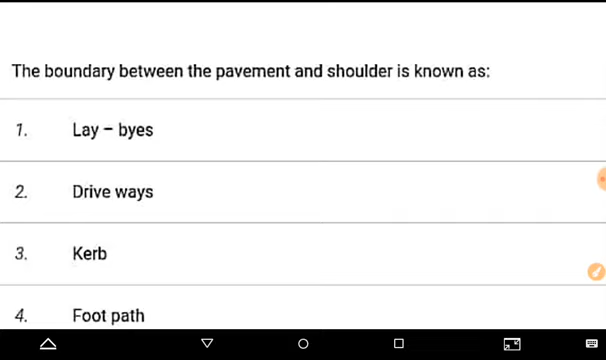 The boundary between the pavement and shoulder is known as:
1. Lay - byes
2. Drive ways
3. Kerb
4. Foot path